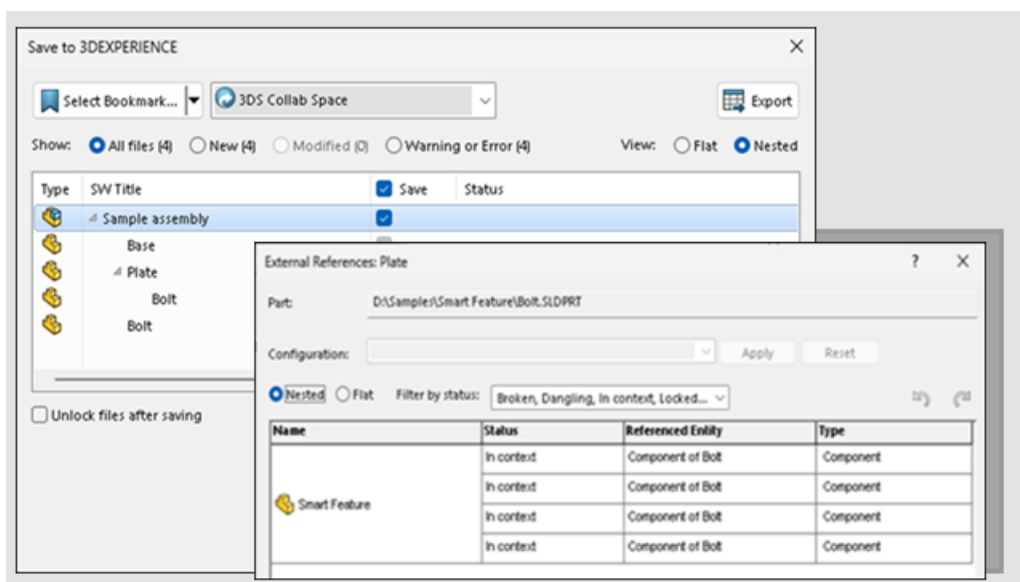 Save to 3DEXPERIENCE
Select Bookmark... 3DS Collab Space Export
Show: All files (4) New (4) Modified (0) Warning or Error (4) View: Flat Nested
Type SW Title Save Status
Sample assembly
Base
Plate
Bolt
Bolt
Unlock files after saving
External References: Plate ?
Part: D:\Samples\Smart Feature\Bolt.SLDPRT
Configuration: Apply Reset
Nested Flat Filter by status: Broken, Dangling, In context, Locked...
Name Status Referenced Entity Type
In context Component of Bolt Component
In context Component of Bolt Component
Smart Feature
In context Component of Bolt Component
In context Component of Bolt Component